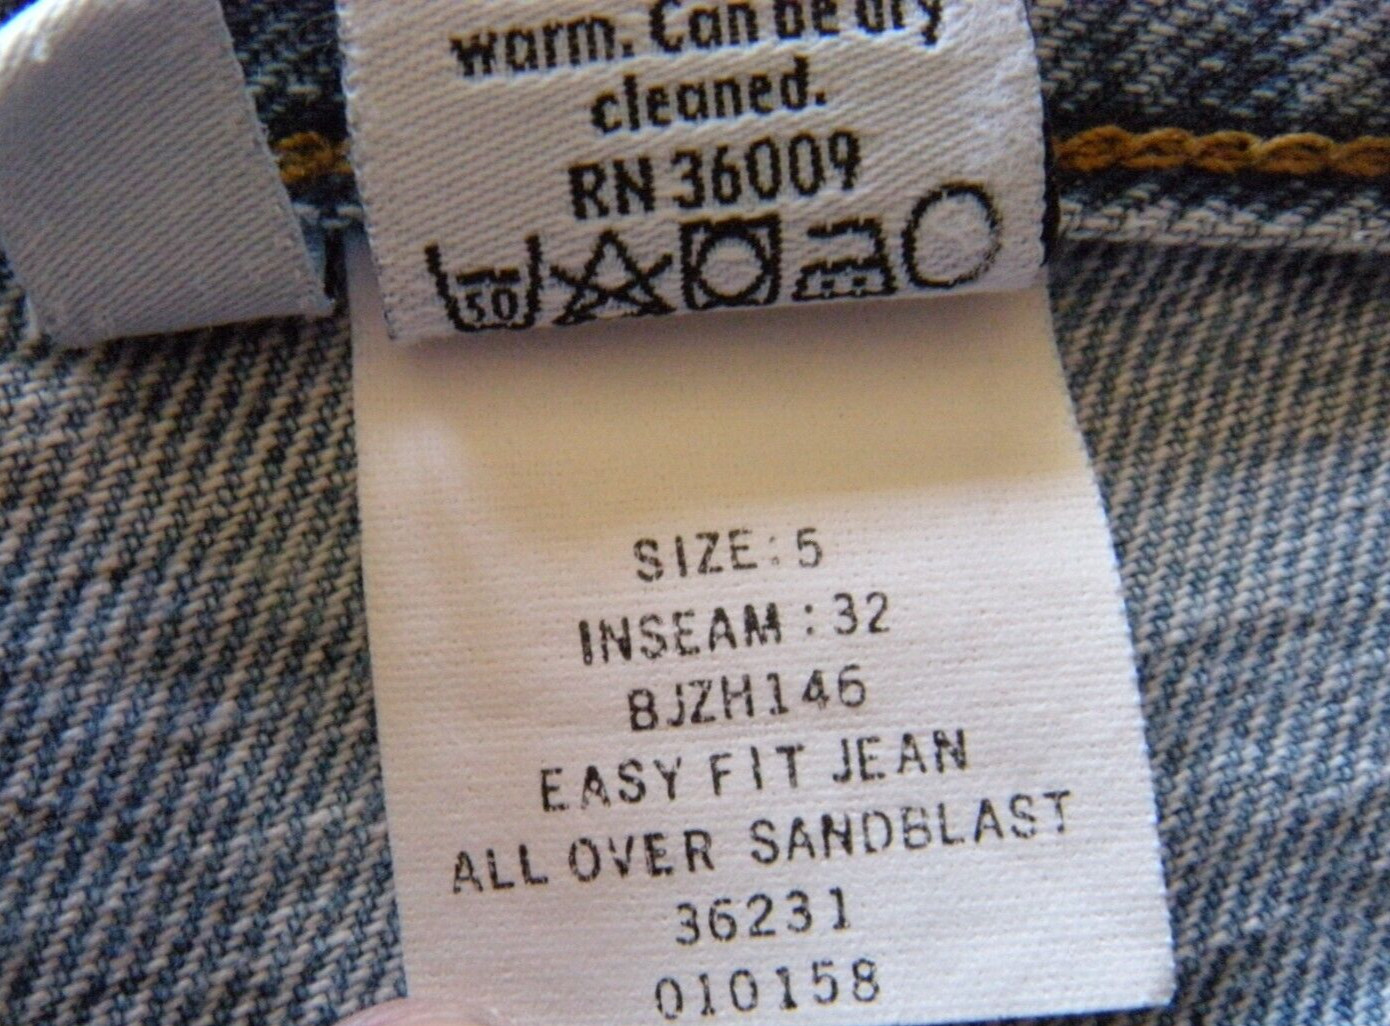 warm. Can be dry
cleaned.
RN 36009
50
SIZE: 5
INSEAM : 32
BJZH146
EASY FIT JEAN
ALL OVER SANDBLAST
36231
010158